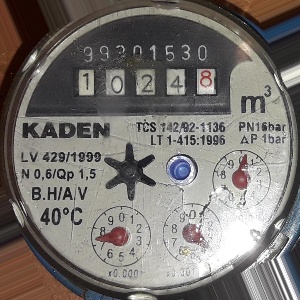 99301530
10248
m³
KADEN
TCS 142/92-1136 PN16bar
LT 1-415:1996 ΔP 1bar
LV 429/1999
N 0,6/Qp 1,5
B.H/A/V
40°C